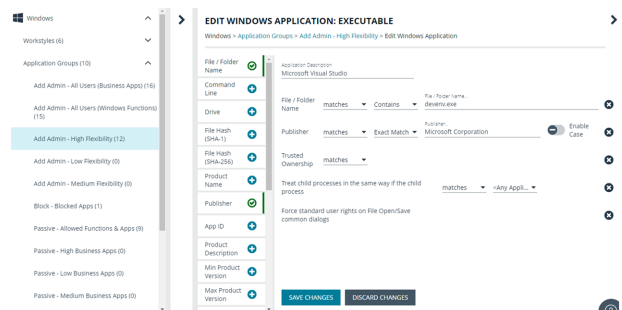 Windows
Workstyles (6)
Application Groups (10)
Add Admin - All Users (Business Apps) (16)
Add Admin - All Users (Windows Functions)
(15)
Add Admin - High Flexibility (12)
Add Admin - Low Flexibility (0)
Add Admin - Medium Flexibility (0)
Block - Blocked Apps (1)
Passive - Allowed Functions & Apps (9)
Passive - High Business Apps (0)
Passive - Low Business Apps (0)
Passive - Medium Business Apps (0)
EDIT WINDOWS APPLICATION: EXECUTABLE
Windows > Application Groups > Add Admin - High Flexibility > Edit Windows Application
File / Folder
Name
Command
Line
Drive
File Hash
(SHA-1)
File Hash
(SHA-256)
Product
Name
Publisher
App ID
Product
Description
Min Product
Version
Max Product
Version
Application Description
Microsoft Visual Studio
File / Folder
Name
matches
Contains
File / Folder Name...
devenv.exe
Publisher
matches
Exact Match
Publisher...
Microsoft Corporation
Enable
Case
Trusted
Ownership
matches
Treat child processes in the same way if the child
process
matches
<Any Appli...
Force standard user rights on File Open/Save
common dialogs
SAVE CHANGES
DISCARD CHANGES